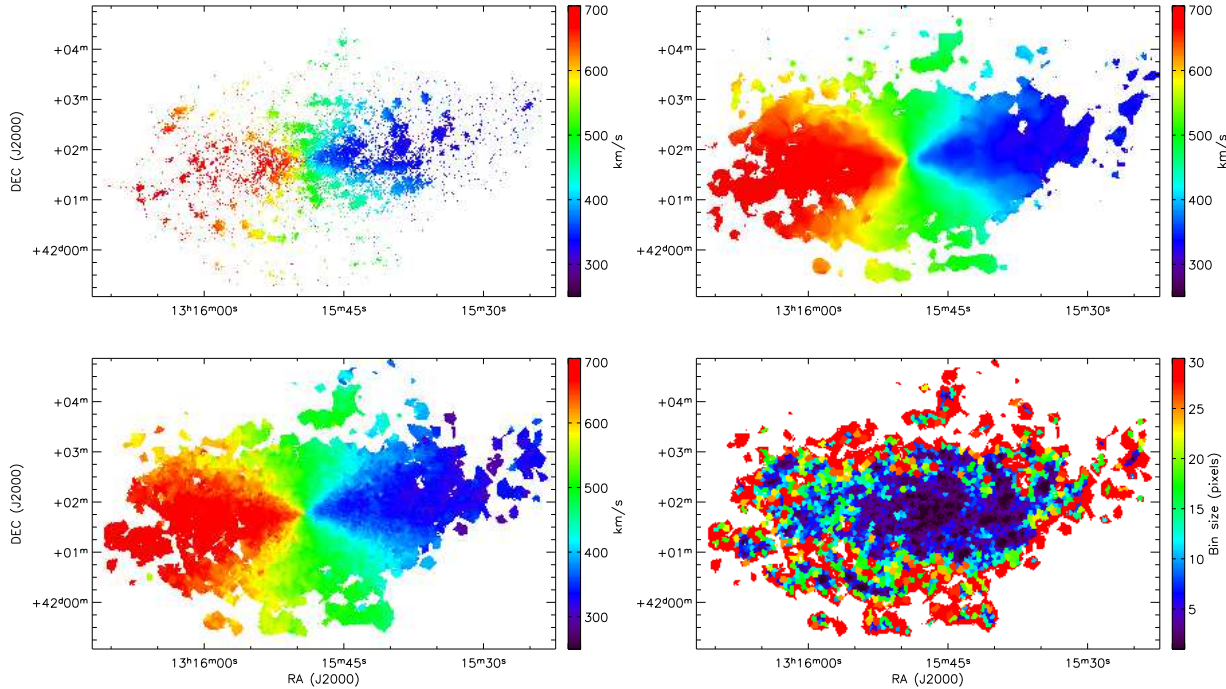 700
600
500
400
300
km/s
+04ᵐ
+03ᵐ
+02ᵐ
+01ᵐ
+42ᵈ00ᵐ
DEC (J2000)
13ʰ16ᵐ00ˢ
15ᵐ45ˢ
15ᵐ30ˢ
700
600
500
400
300
km/s
+04ᵐ
+03ᵐ
+02ᵐ
+01ᵐ
+42ᵈ00ᵐ
13ʰ16ᵐ00ˢ
15ᵐ45ˢ
15ᵐ30ˢ
700
600
500
400
300
km/s
+04ᵐ
+03ᵐ
+02ᵐ
+01ᵐ
+42ᵈ00ᵐ
DEC (J2000)
13ʰ16ᵐ00ˢ
15ᵐ45ˢ
15ᵐ30ˢ
RA (J2000)
30
25
20
15
10
5
Bin size (pixels)
+04ᵐ
+03ᵐ
+02ᵐ
+01ᵐ
+42ᵈ00ᵐ
13ʰ16ᵐ00ˢ
15ᵐ45ˢ
15ᵐ30ˢ
RA (J2000)